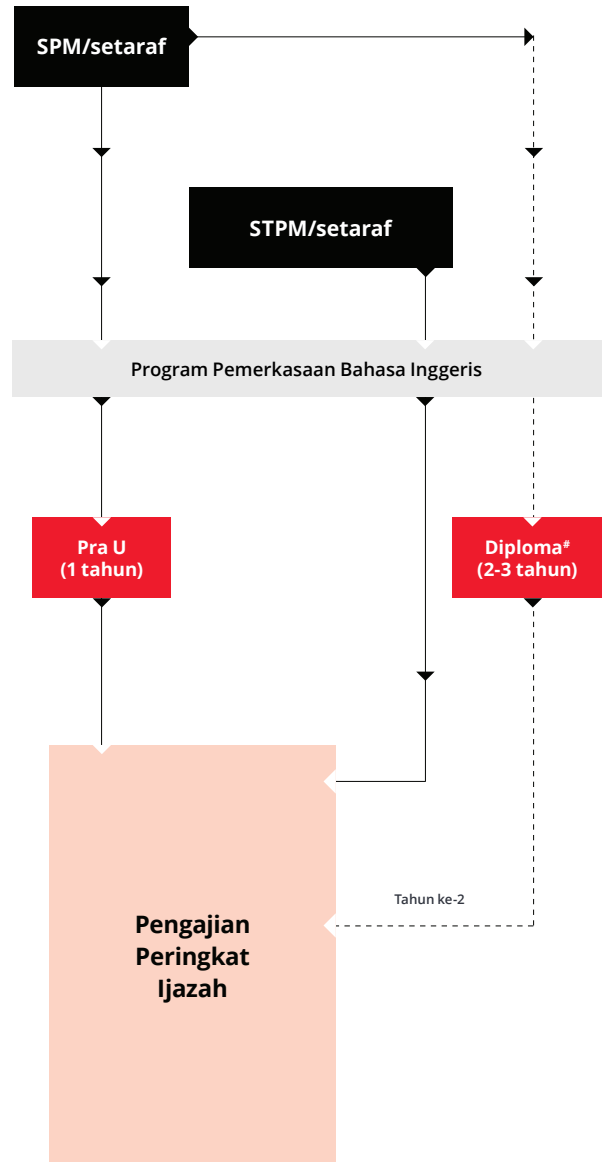 SPM/setaraf
STPM/setaraf
Program Pemerkasaan Bahasa Inggeris
Pra U
(1 tahun)
Diploma#
(2-3 tahun)
Tahun ke-2
Pengajian
Peringkat
Ijazah